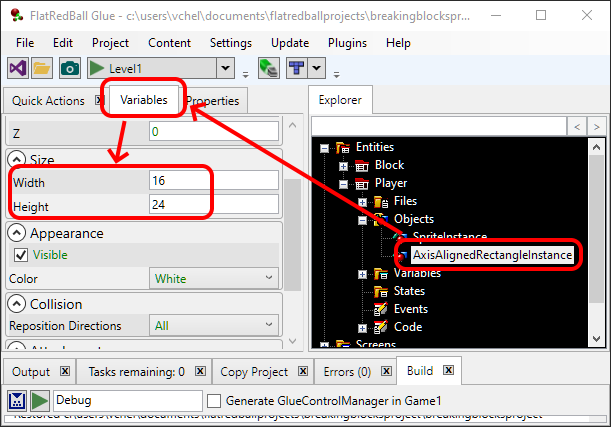 FlatRedBall Glue - c:\users\vchel\documents\flatredballprojects\breakingblockspr...
File Edit Project Content Settings Update Plugins Help
Level1
Quick Actions Variables Properties
Z 0
Size
Width 16
Height 24
Appearance
Visible
Color White
Collision
Reposition Directions All
Explorer
< >
Entities
Block
Player
Files
Objects
SpriteInstance
AxisAlignedRectangleInstance
Variables
States
Events
Code
Screens
Output Tasks remaining: 0 Copy Project Errors (0) Build
Debug Generate GlueControlManager in Game1
Restored c:\users\vchel\documents\flatredballprojects\breakingblocksproject\breakingblocksproject